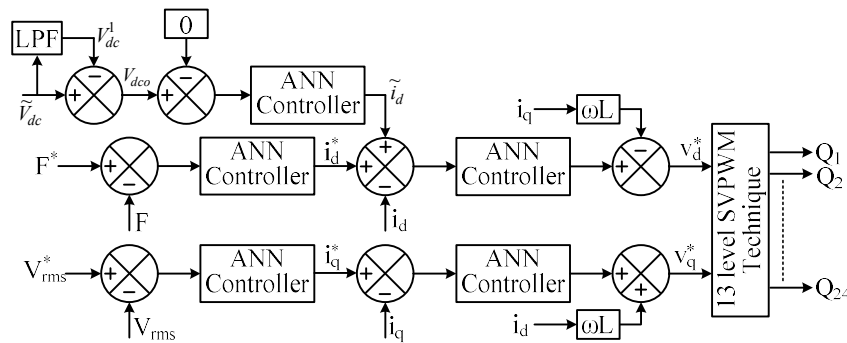 LPF
V¹dc
0
Ṽdc
+
−
Vdco
+
−
ANN
Controller
ĩd
F*
+
−
F
ANN
Controller
i*d
+
+
−
id
ANN
Controller
iq
ωL
−
+
v*d
V*rms
+
−
Vrms
ANN
Controller
i*q
+
−
iq
ANN
Controller
+
+
id
ωL
v*q
13 level SVPWM
Technique
Q1
Q2
Q24